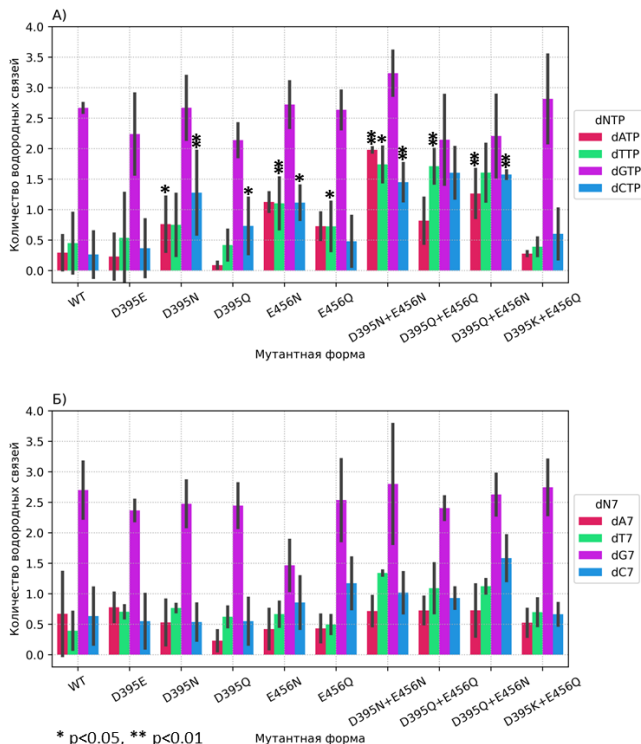 А)
4.0
3.5
3.0
2.5
2.0
1.5
1.0
0.5
0.0
Количество водородных связей
** * ** * ** * * ** * ** ** ** **
WT D395E D395N D395Q E456N E456Q D395N+E456N D395Q+E456Q D395Q+E456N D395K+E456Q
Мутантная форма
dNTP
dATP
dTTP
dGTP
dCTP
Б)
4.0
3.5
3.0
2.5
2.0
1.5
1.0
0.5
0.0
Количество водородных связей
WT D395E D395N D395Q E456N E456Q D395N+E456N D395Q+E456Q D395Q+E456N D395K+E456Q
Мутантная форма
dN7
dA7
dT7
dG7
dC7
* p<0.05, ** p<0.01